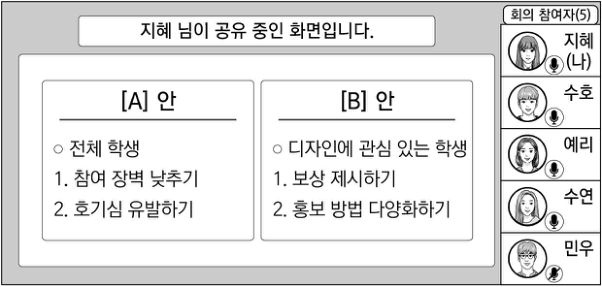 지혜 님이 공유 중인 화면입니다.
[A] 안
○ 전체 학생
1. 참여 장벽 낮추기
2. 호기심 유발하기
[B] 안
○ 디자인에 관심 있는 학생
1. 보상 제시하기
2. 홍보 방법 다양화하기
회의 참여자(5)
지혜
(나)
수호
예리
수연
민우